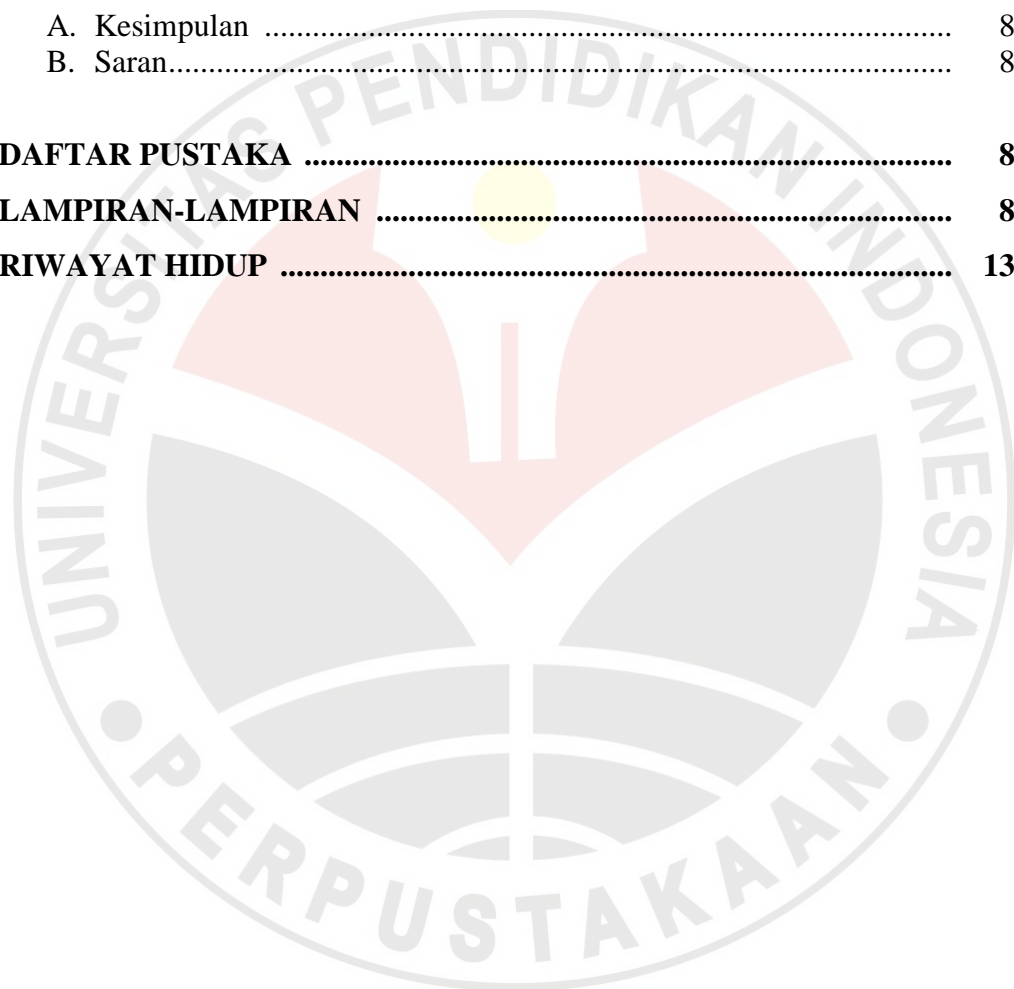 A. Kesimpulan ........................................................................................ 8
B. Saran.................................................................................................... 8
DAFTAR PUSTAKA .................................................................................. 8
LAMPIRAN-LAMPIRAN ......................................................................... 8
RIWAYAT HIDUP ..................................................................................... 13
UNIVERSITAS PENDIDIKAN INDONESIA
PERPUSTAKAAN